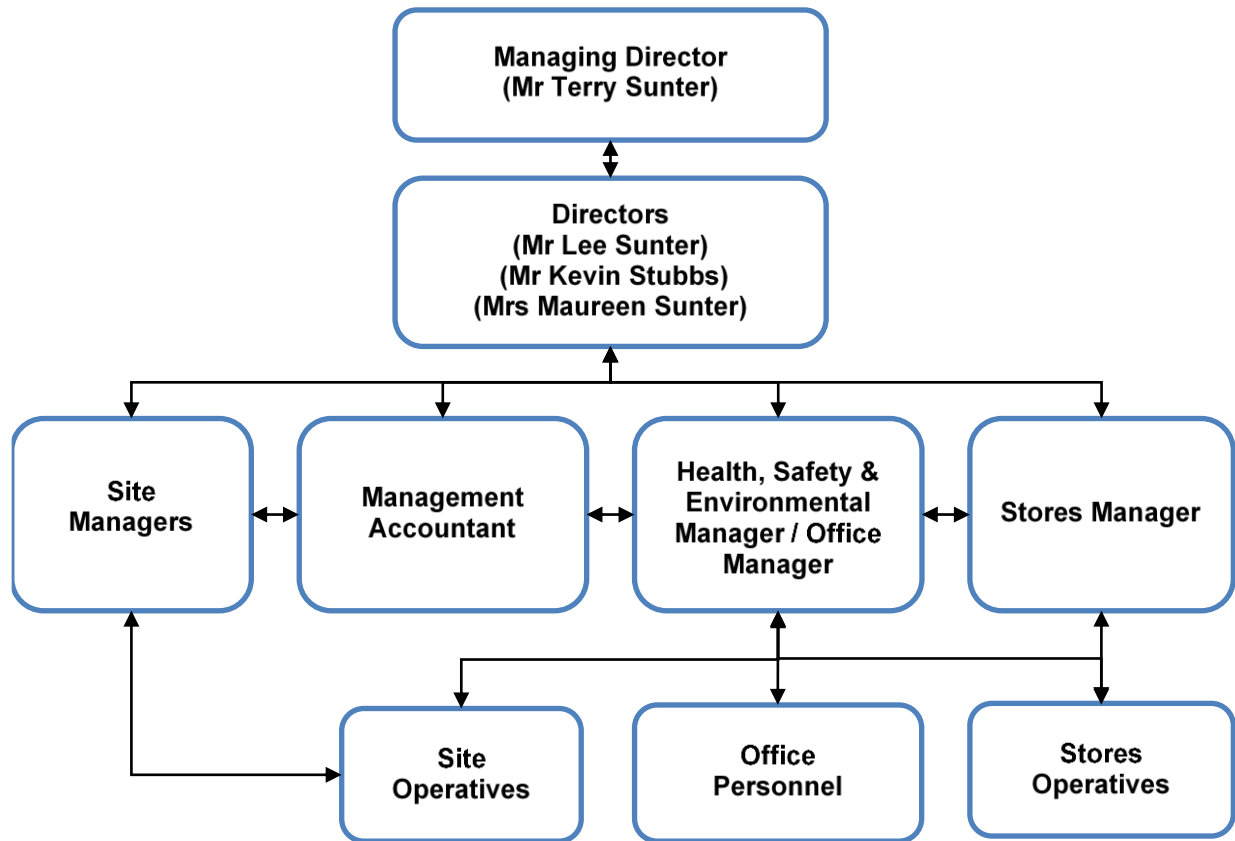 Managing Director
(Mr Terry Sunter)
Directors
(Mr Lee Sunter)
(Mr Kevin Stubbs)
(Mrs Maureen Sunter)
Site
Managers
Management
Accountant
Health, Safety &
Environmental
Manager / Office
Manager
Stores Manager
Site
Operatives
Office
Personnel
Stores
Operatives